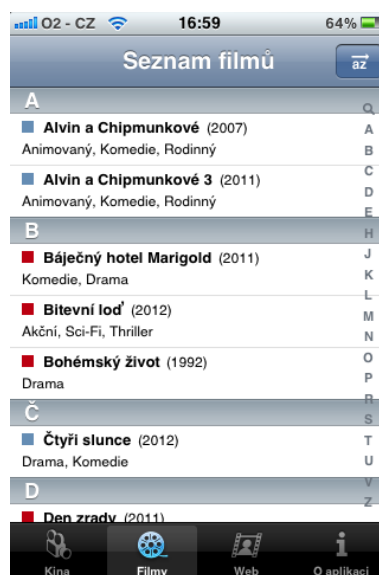 O2 - CZ 16:59 64%
Seznam filmů
az
A
Alvin a Chipmunkové (2007)
Animovaný, Komedie, Rodinný
Alvin a Chipmunkové 3 (2011)
Animovaný, Komedie, Rodinný
B
Báječný hotel Marigold (2011)
Komedie, Drama
Bitevní loď (2012)
Akční, Sci-Fi, Thriller
Bohémský život (1992)
Drama
Č
Čtyři slunce (2012)
Drama, Komedie
D
Den zrady (2011)
A
B
C
D
E
H
J
K
L
M
N
O
P
R
S
T
U
V
Z
Kina Filmy Web O aplikaci